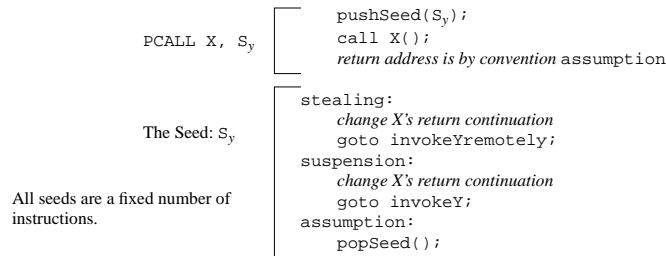 pushSeed(Sy);
PCALL X, Sy
call X();
return address is by convention assumption
stealing:
change X's return continuation
The Seed: Sy
goto invokeYremotely;
suspension:
change X's return continuation
All seeds are a fixed number of
goto invokeY;
instructions.
assumption:
popSeed();